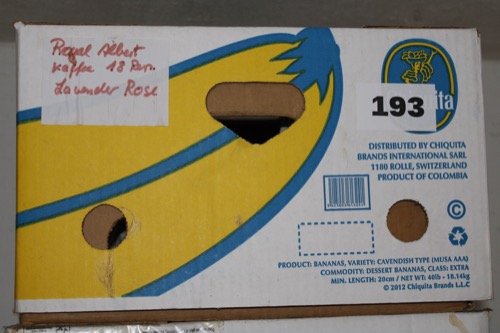 Royal Albert
Kaffee 18 Pers.
Lavender Rose
193
DISTRIBUTED BY CHIQUITA
BRANDS INTERNATIONAL SARL
1180 ROLLE, SWITZERLAND
PRODUCT OF COLOMBIA
©
PRODUCT: BANANAS, VARIETY: CAVENDISH TYPE (MUSA AAA)
COMMODITY: DESSERT BANANAS, CLASS: EXTRA
MIN. LENGTH: 20cm / NET WT: 40lb - 18.14kg
© 2012 Chiquita Brands L.L.C